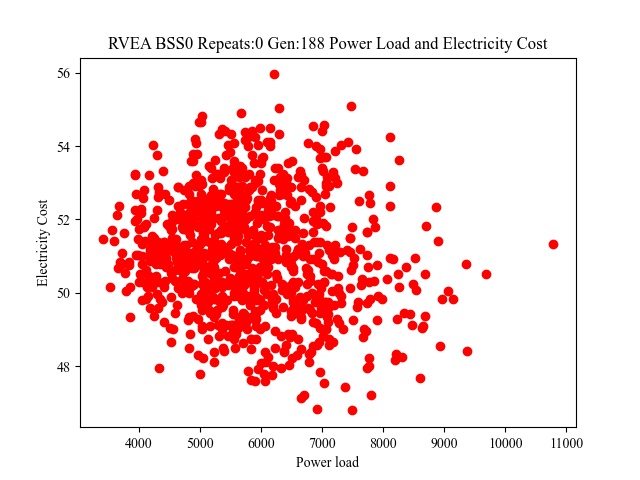 RVEA BSS0 Repeats:0 Gen:188 Power Load and Electricity Cost
56
54
52
50
48
Electricity Cost
4000 5000 6000 7000 8000 9000 10000 11000
Power load